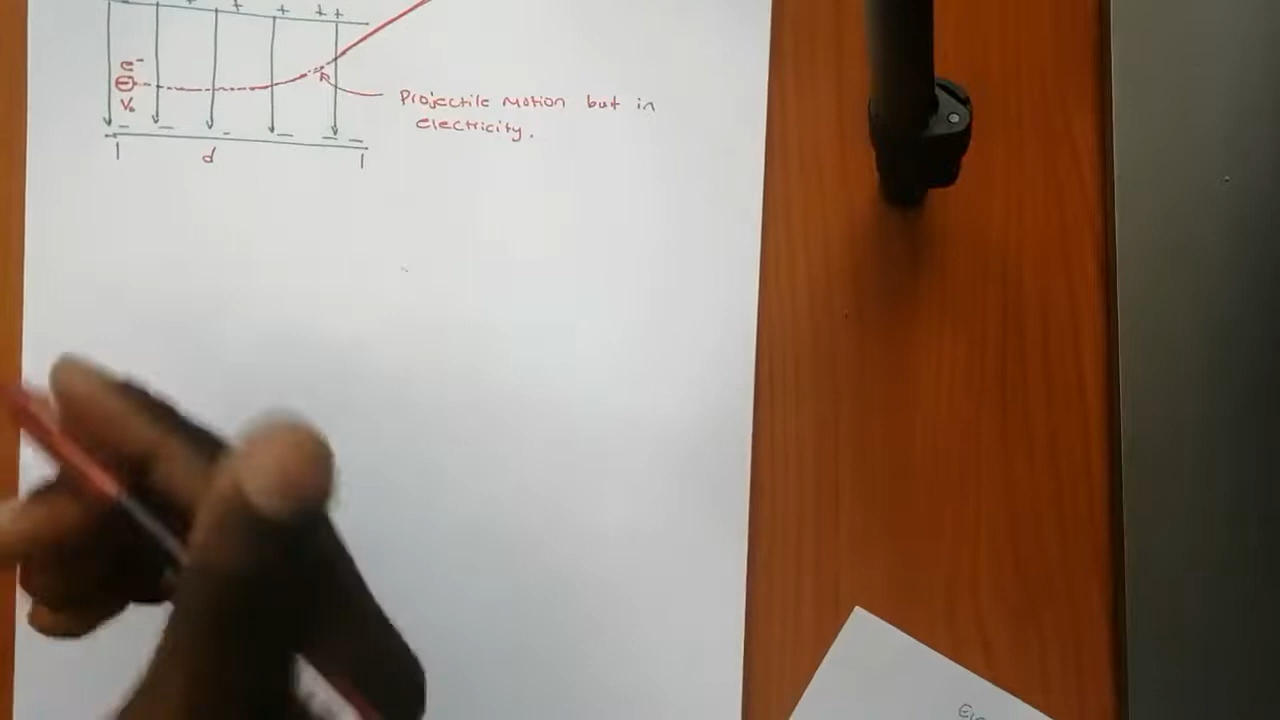 + + + + +
e⁻
V₀
Projectile motion but in
electricity.
d